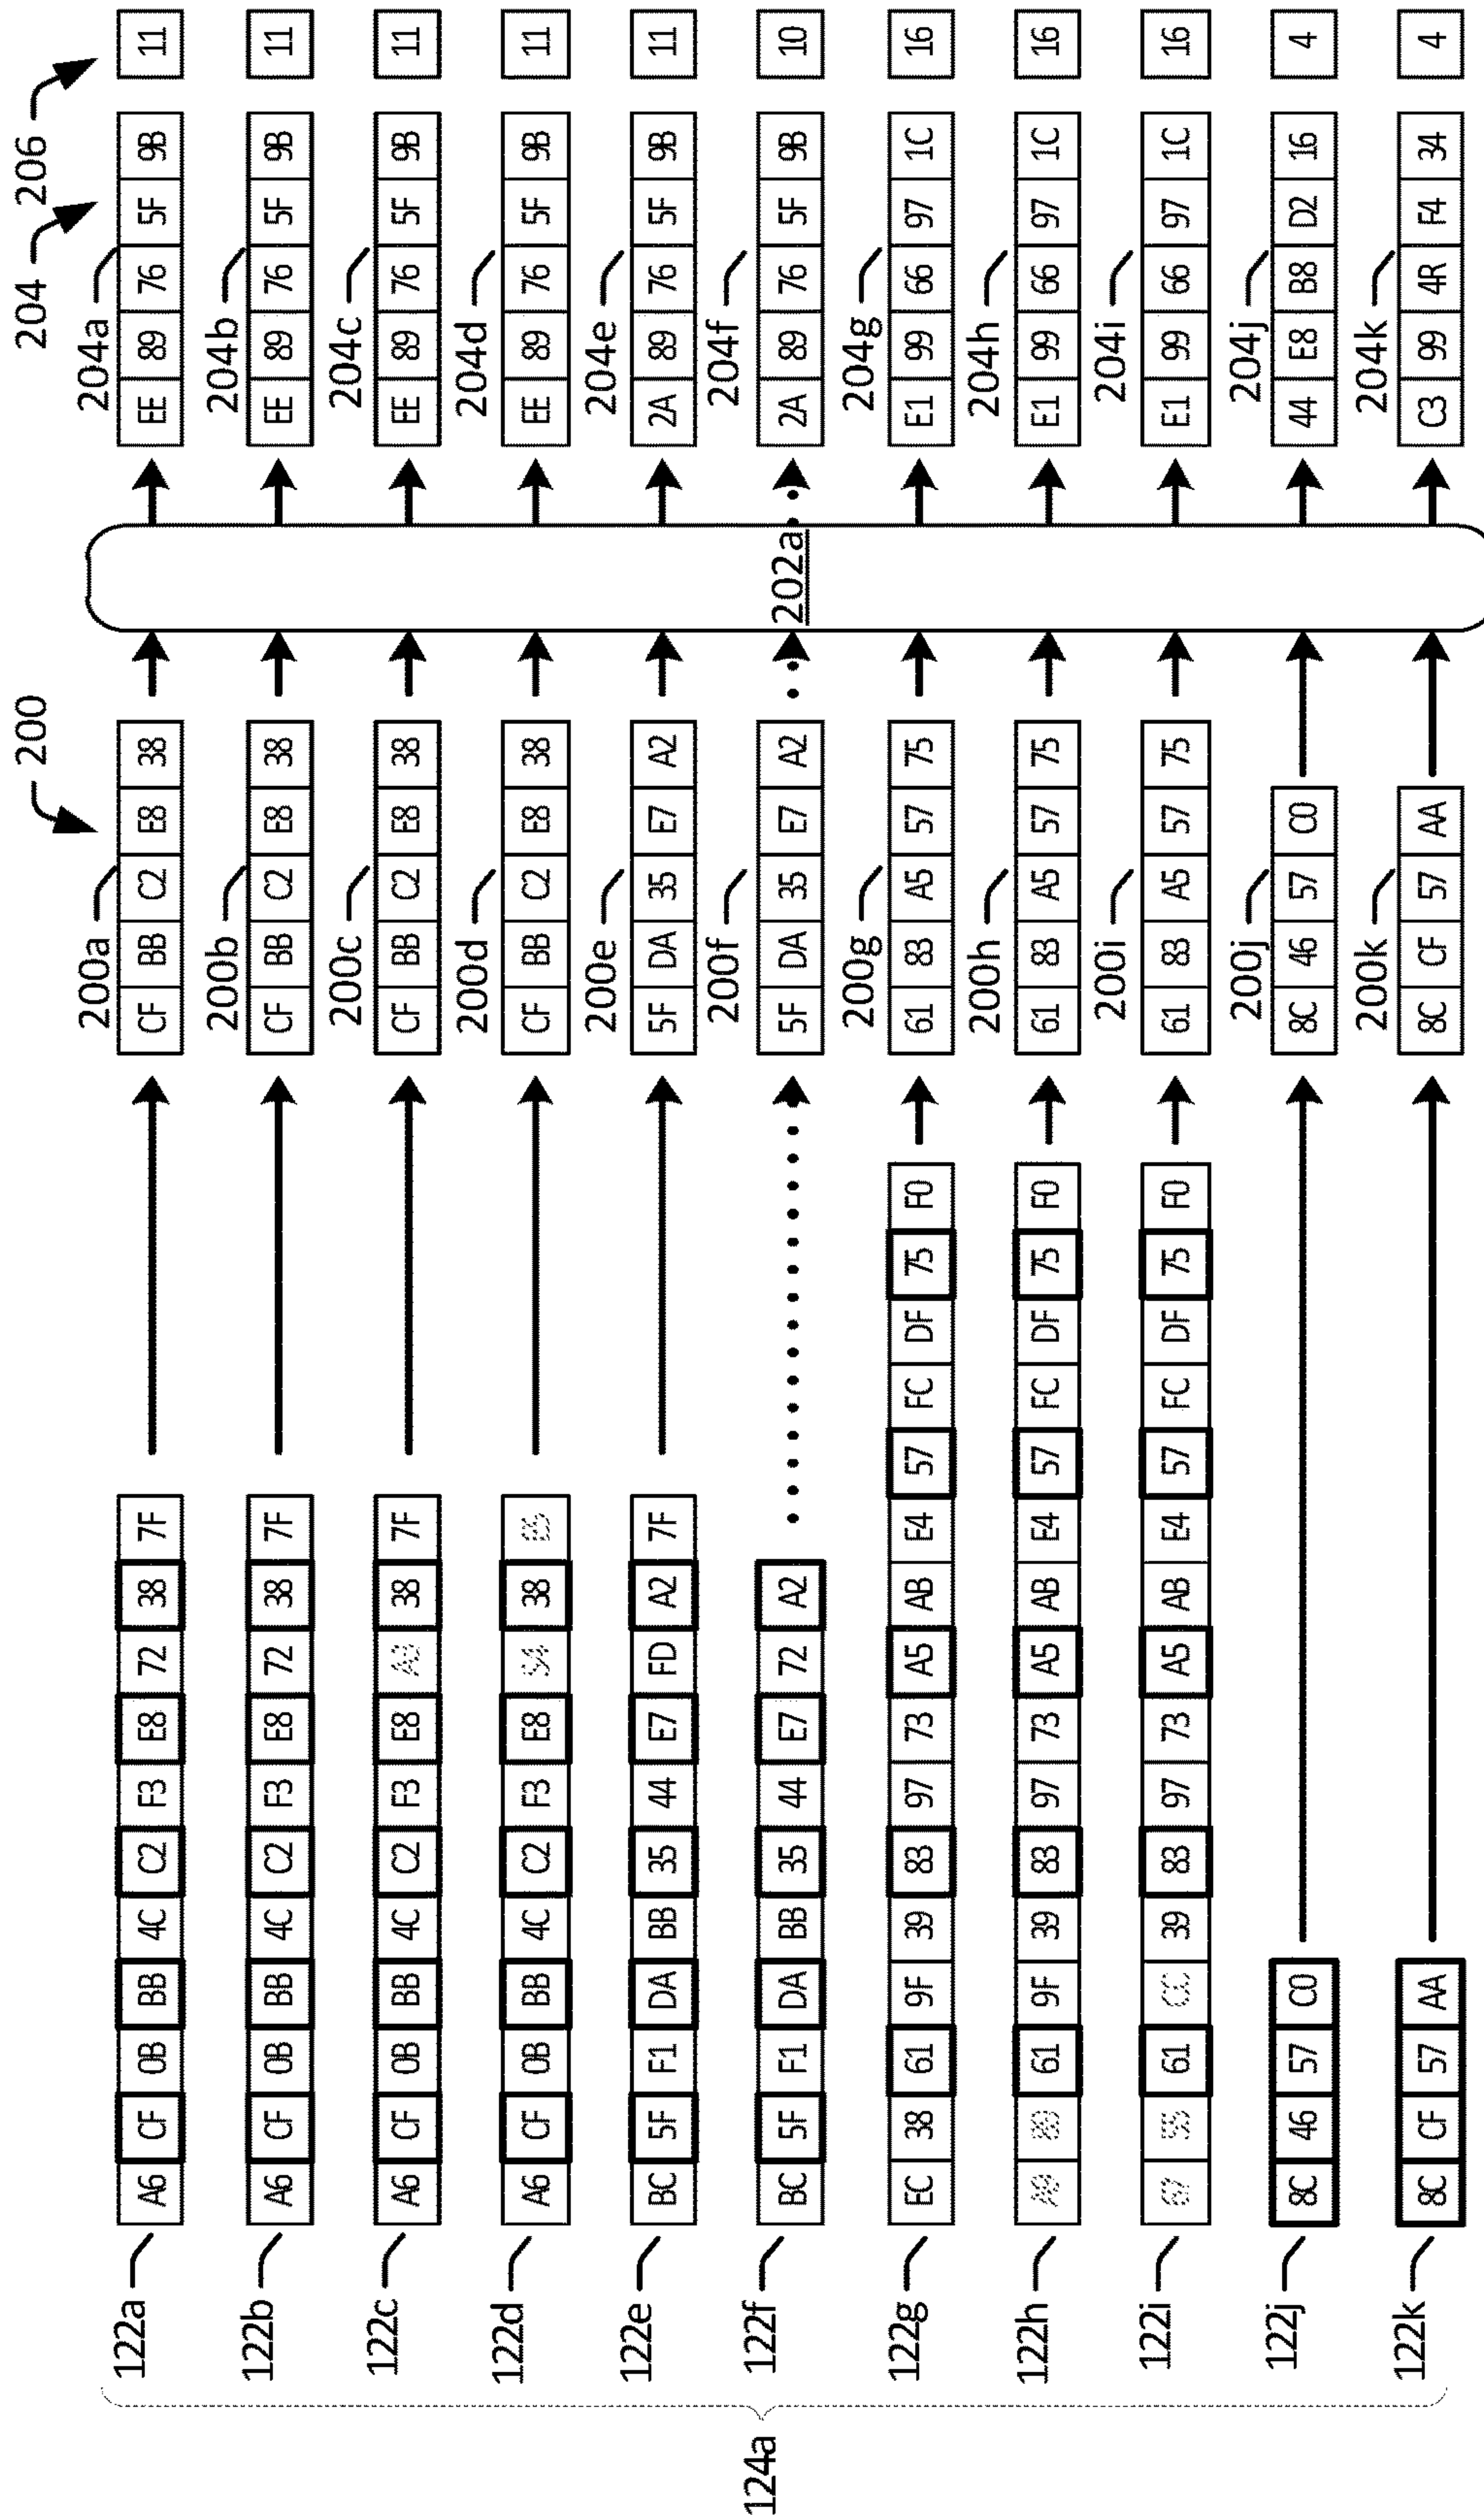 200
204
206
122a
A6 CF 0B BB 4C C2 F3 E8 72 38 7F
200a
CF BB C2 E8 38
204a
EE 89 76 5F 9B
11
122b
A6 CF 0B BB 4C C2 F3 E8 72 38 7F
200b
CF BB C2 E8 38
204b
EE 89 76 5F 9B
11
122c
A6 CF 0B BB 4C C2 F3 E8 38 7F
200c
CF BB C2 E8 38
204c
EE 89 76 5F 9B
11
122d
A6 CF 0B BB 4C C2 F3 E8 38
200d
CF BB C2 E8 38
204d
EE 89 76 5F 9B
11
122e
BC 5F F1 DA BB 35 44 E7 FD A2 7F
200e
5F DA 35 E7 A2
204e
2A 89 76 5F 9B
11
124a
122f
BC 5F F1 DA BB 35 44 E7 72 A2
200f
5F DA 35 E7 A2
202a
204f
2A 89 76 5F 9B
10
122g
EC 38 61 9F 39 83 97 73 A5 AB E4 57 FC DF 75 F0
200g
61 83 A5 57 75
204g
E1 99 66 97 1C
16
122h
61 9F 39 83 97 73 A5 AB E4 57 FC DF 75 F0
200h
61 83 A5 57 75
204h
E1 99 66 97 1C
16
122i
61 39 83 97 73 A5 AB E4 57 FC DF 75 F0
200i
61 83 A5 57 75
204i
E1 99 66 97 1C
16
122j
8C 46 57 C0
200j
8C 46 57 C0
204j
44 E8 B8 D2 16
4
122k
8C CF 57 AA
200k
8C CF 57 AA
204k
C3 99 4R F4 34
4